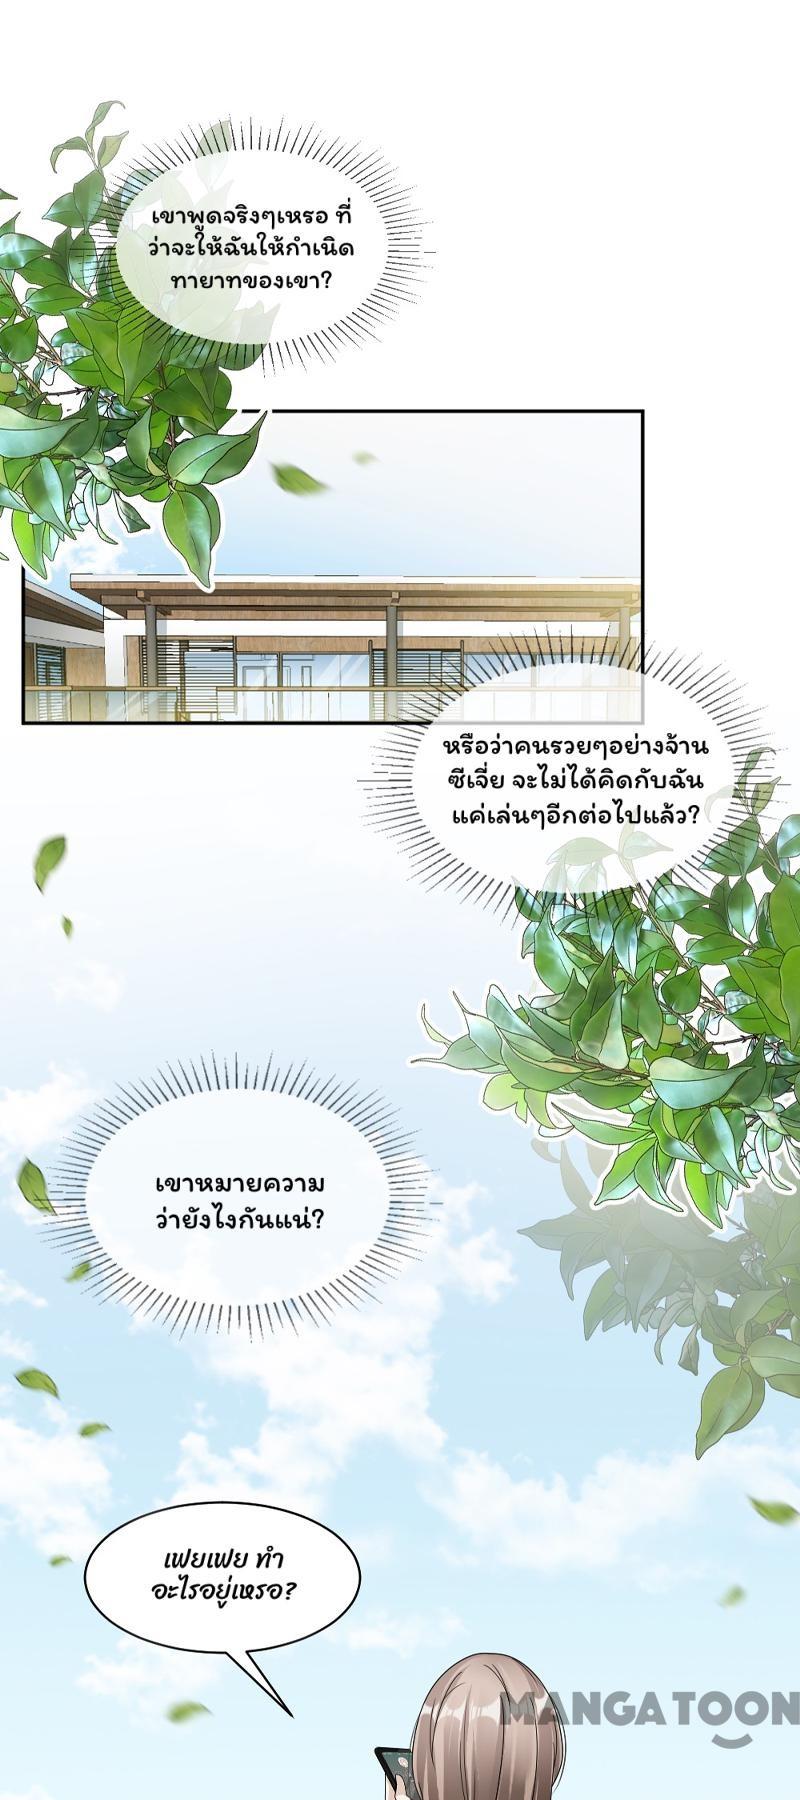 เขาพูดจริงๆเหรอ ที่
ว่าจะให้ฉันให้กำเนิด
ทายาทของเขา?
หรือว่าคนรวยๆอย่างจ้าน
ซีเจี่ย จะไม่ได้คิดกับฉัน
แค่เล่นๆอีกต่อไปแล้ว?
เขาหมายความ
ว่ายังไงกันแน่?
เฟยเฟย ทำ
อะไรอยู่เหรอ?
MANGATOON